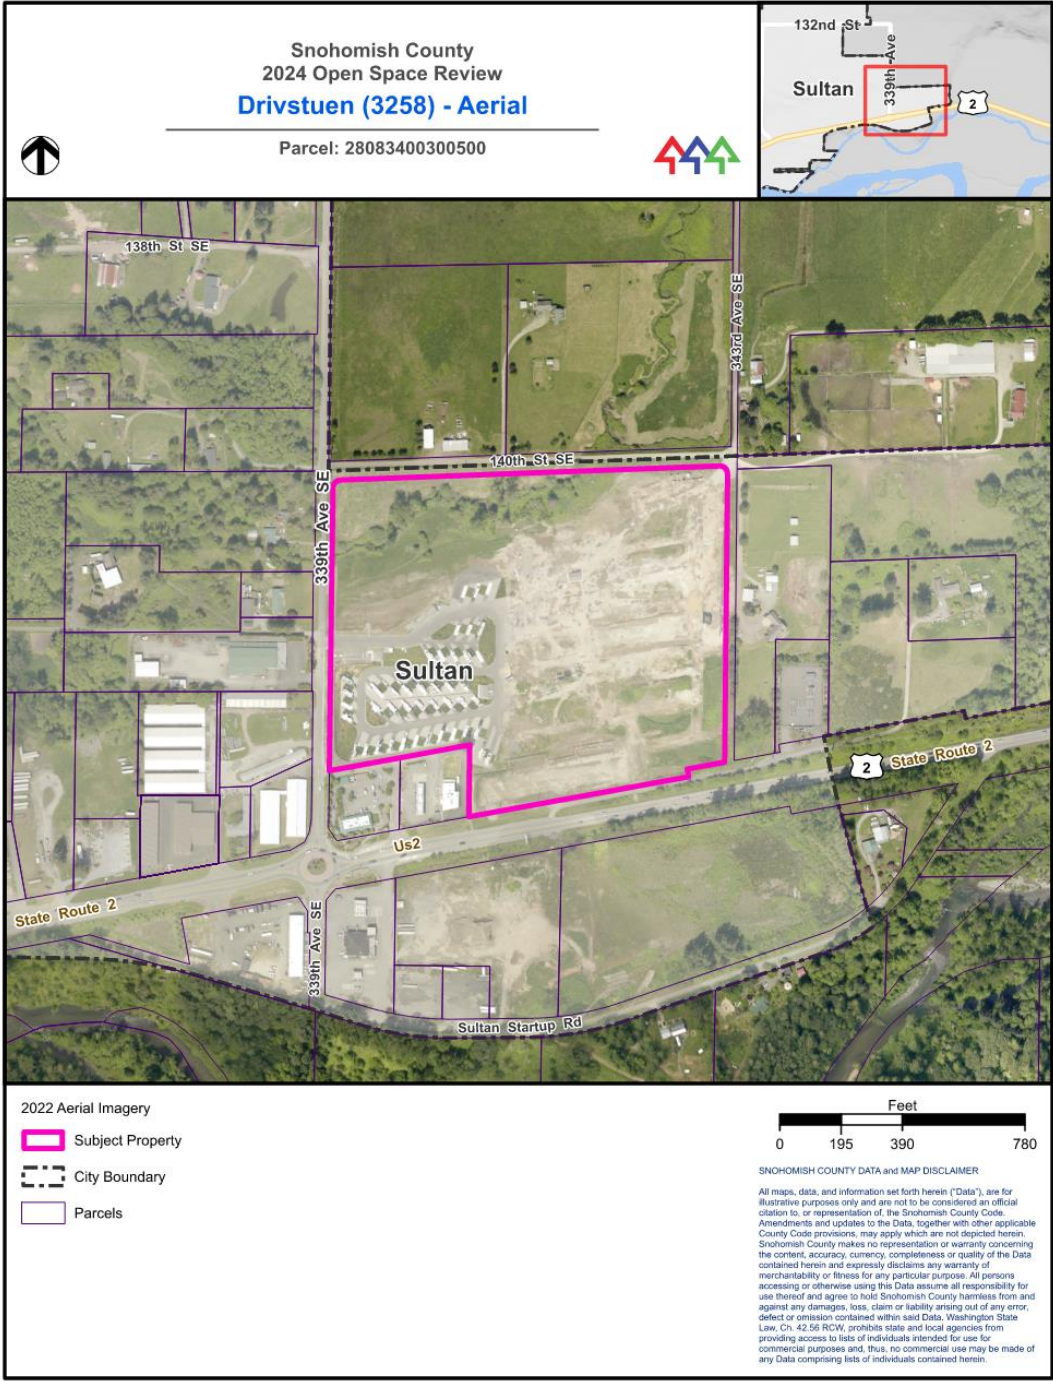 Snohomish County
2024 Open Space Review
Drivstuen (3258) - Aerial
Parcel: 28083400300500
132nd St
339th Ave
Sultan
2
138th St SE
343rd Ave SE
140th St SE
339th Ave SE
Sultan
2
State Route 2
Us2
State Route 2
339th Ave SE
Sultan Startup Rd
2022 Aerial Imagery
Subject Property
City Boundary
Parcels
Feet
0 195 390 780
SNOHOMISH COUNTY DATA and MAP DISCLAIMER
All maps, data, and information set forth herein ("Data"), are for
illustrative purposes only and are not to be considered an official
citation to, or representation of, the Snohomish County Code.
Amendments and updates to the Data, together with other applicable
County Code provisions, may apply which are not depicted herein.
Snohomish County makes no representation or warranty concerning
the content, accuracy, currency, completeness or quality of the Data
contained herein and expressly disclaims any warranty of
merchantability or fitness for any particular purpose. All persons
accessing or otherwise using this Data assume all responsibility for
use thereof and agree to hold Snohomish County harmless from and
against any damages, loss, claim or liability arising out of any error,
defect or omission contained within said Data. Washington State
Law, Ch. 42.56 RCW, prohibits state and local agencies from
providing access to lists of individuals intended for use for
commercial purposes and, thus, no commercial use may be made of
any Data comprising lists of individuals contained herein.